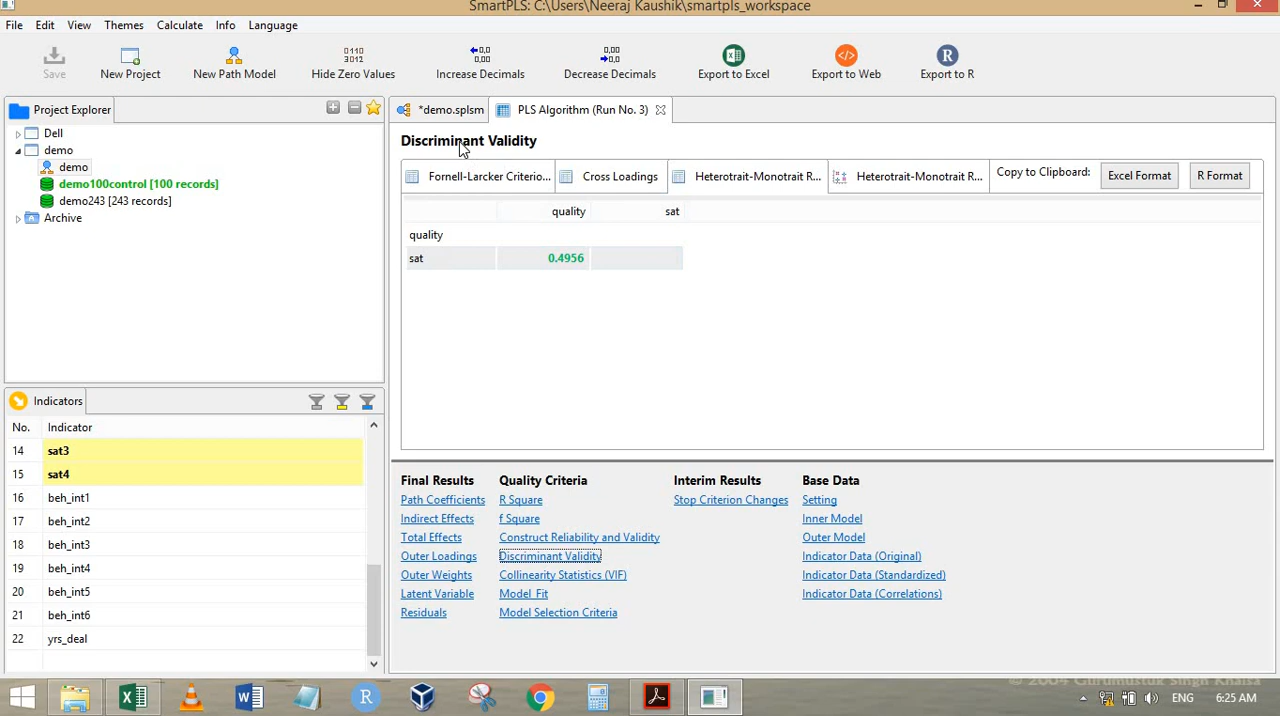 SmartPLS: C:\Users\Neeraj Kaushik\smartpls_workspace
File Edit View Themes Calculate Info Language
Save New Project New Path Model Hide Zero Values Increase Decimals Decrease Decimals Export to Excel Export to Web Export to R
Project Explorer
Dell
demo
demo
demo100control [100 records]
demo243 [243 records]
Archive
Indicators
No. Indicator
14 sat3
15 sat4
16 beh_int1
17 beh_int2
18 beh_int3
19 beh_int4
20 beh_int5
21 beh_int6
22 yrs_deal
*demo.splsm PLS Algorithm (Run No. 3)
Discriminant Validity
Fornell-Larcker Criterio... Cross Loadings Heterotrait-Monotrait R... Heterotrait-Monotrait R... Copy to Clipboard: Excel Format R Format
quality sat
quality
sat 0.4956
Final Results
Path Coefficients
Indirect Effects
Total Effects
Outer Loadings
Outer Weights
Latent Variable
Residuals
Quality Criteria
R Square
f Square
Construct Reliability and Validity
Discriminant Validity
Collinearity Statistics (VIF)
Model_Fit
Model Selection Criteria
Interim Results
Stop Criterion Changes
Base Data
Setting
Inner Model
Outer Model
Indicator Data (Original)
Indicator Data (Standardized)
Indicator Data (Correlations)
© 2004 Gurumustuk Singh Khalsa
ENG 6:25 AM